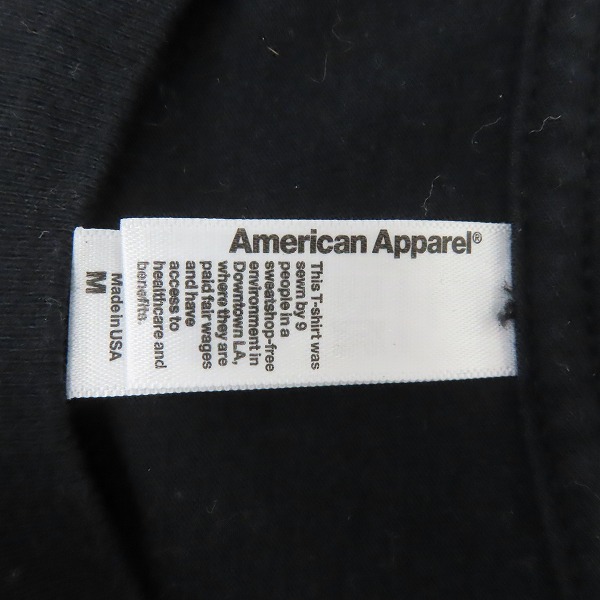 American Apparel®
This T-shirt was
sewn by 9
people in a
sweatshop-free
environment in
Downtown LA,
where they are
paid fair wages
and have
access to
healthcare and
benefits.
Made in USA
M